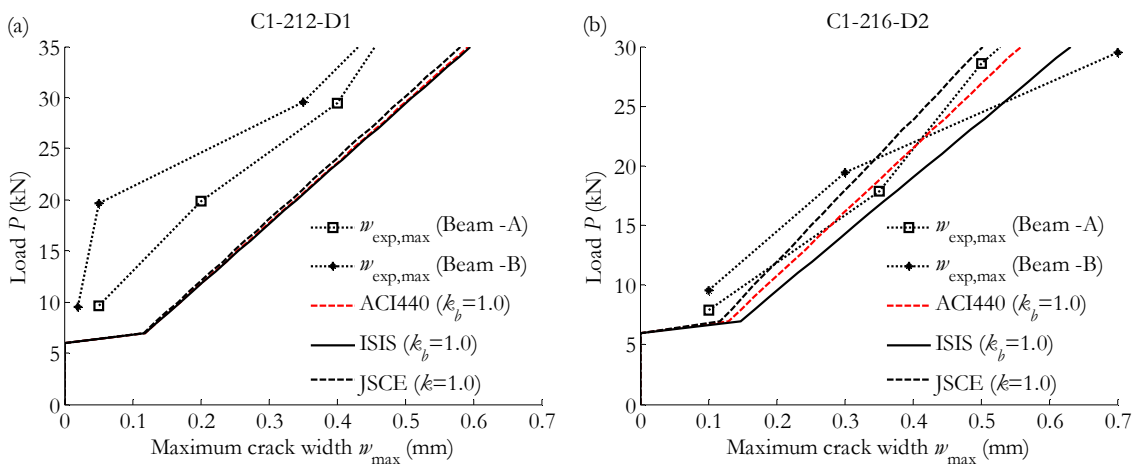 (a)
C1-212-D1
35
30
25
20
15
10
5
0
Load P (kN)
w_exp,max (Beam -A)
w_exp,max (Beam -B)
ACI440 (k_b=1.0)
ISIS (k_b=1.0)
JSCE (k=1.0)
0 0.1 0.2 0.3 0.4 0.5 0.6 0.7
Maximum crack width w_max (mm)
(b)
C1-216-D2
30
25
20
15
10
5
0
Load P (kN)
w_exp,max (Beam -A)
w_exp,max (Beam -B)
ACI440 (k_b=1.0)
ISIS (k_b=1.0)
JSCE (k=1.0)
0 0.1 0.2 0.3 0.4 0.5 0.6 0.7
Maximum crack width w_max (mm)